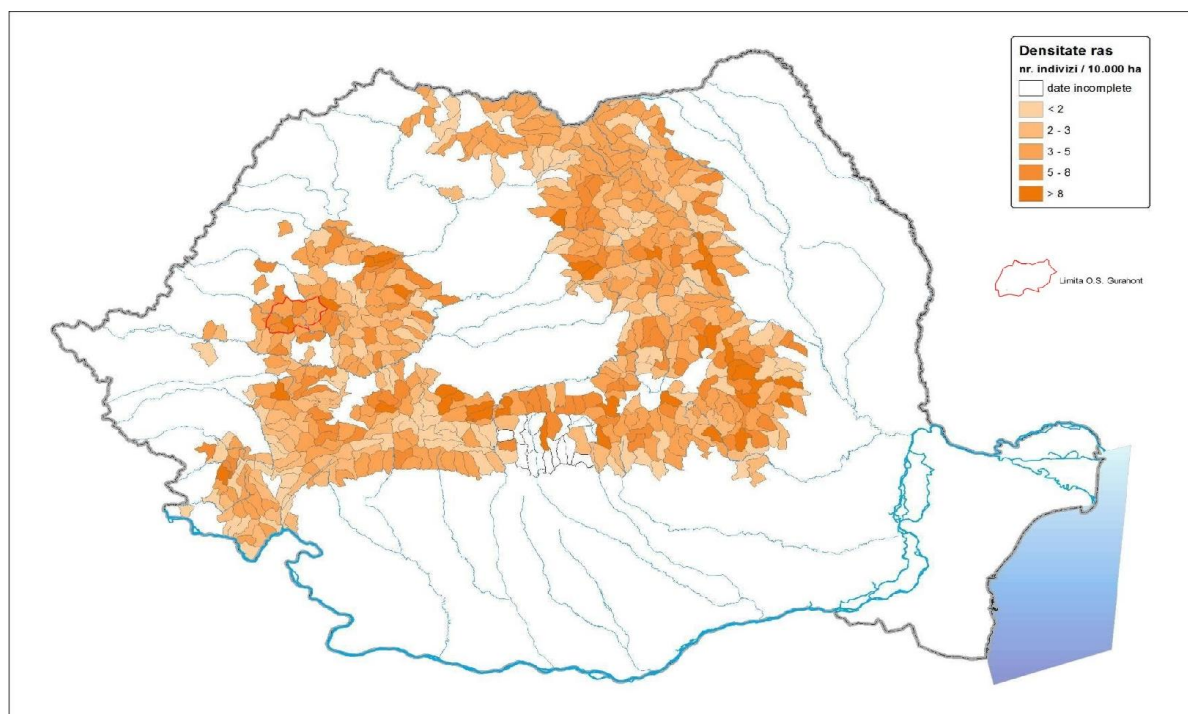 Densitate ras
nr. indivizi / 10.000 ha
date incomplete
< 2
2 - 3
3 - 5
5 - 8
> 8
Limita O.S. Gurahont